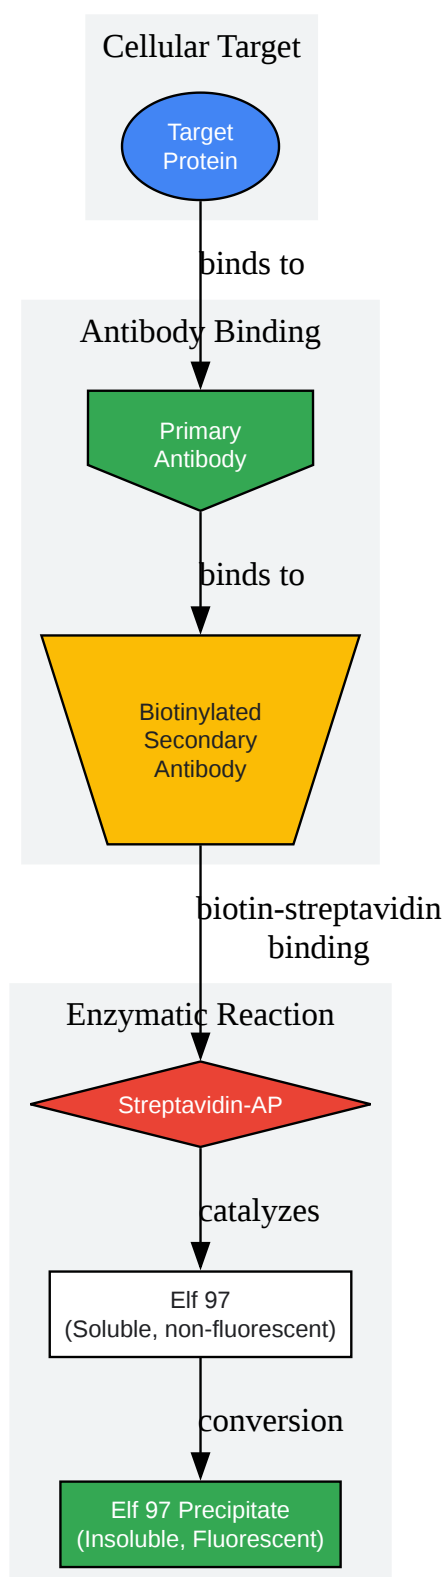 Cellular Target
Target
Protein
binds to
Antibody Binding
Primary
Antibody
binds to
Biotinylated
Secondary
Antibody
biotin-streptavidin
binding
Enzymatic Reaction
Streptavidin-AP
catalyzes
Elf 97
(Soluble, non-fluorescent)
conversion
Elf 97 Precipitate
(Insoluble, Fluorescent)